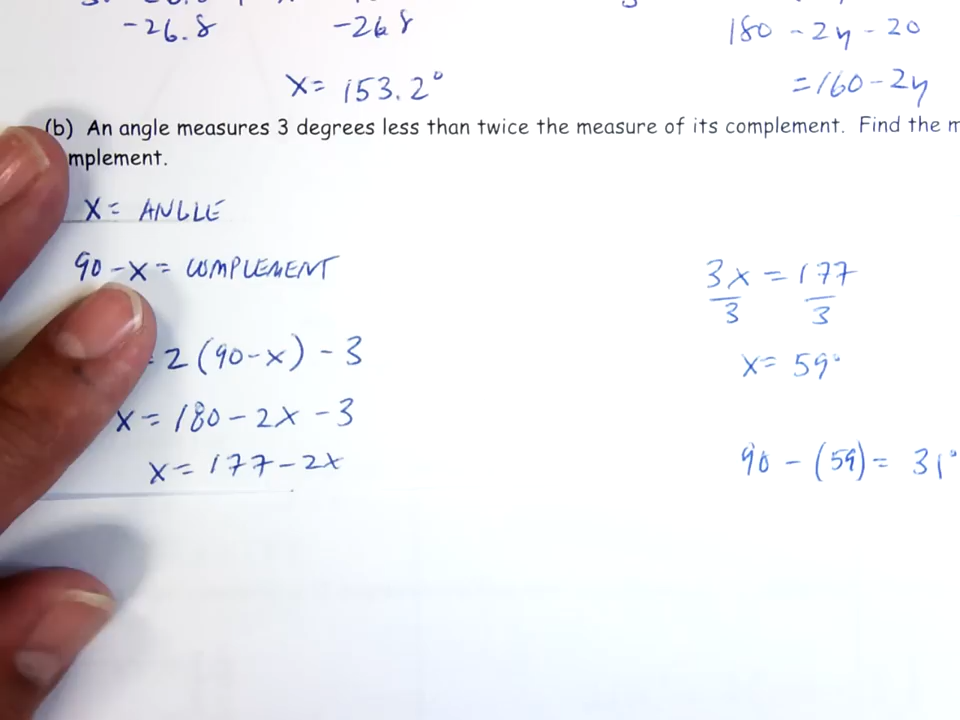 -26.8 -26.8
180 - 2y - 20
x = 153.2°
= 160 - 2y
(b) An angle measures 3 degrees less than twice the measure of its complement. Find the
mplement.
x = ANGLE
90 - x = COMPLEMENT
2(90-x) - 3
x = 180 - 2x - 3
x = 177 - 2x
3x = 177
3 3
x = 59°
90 - (59) = 31°